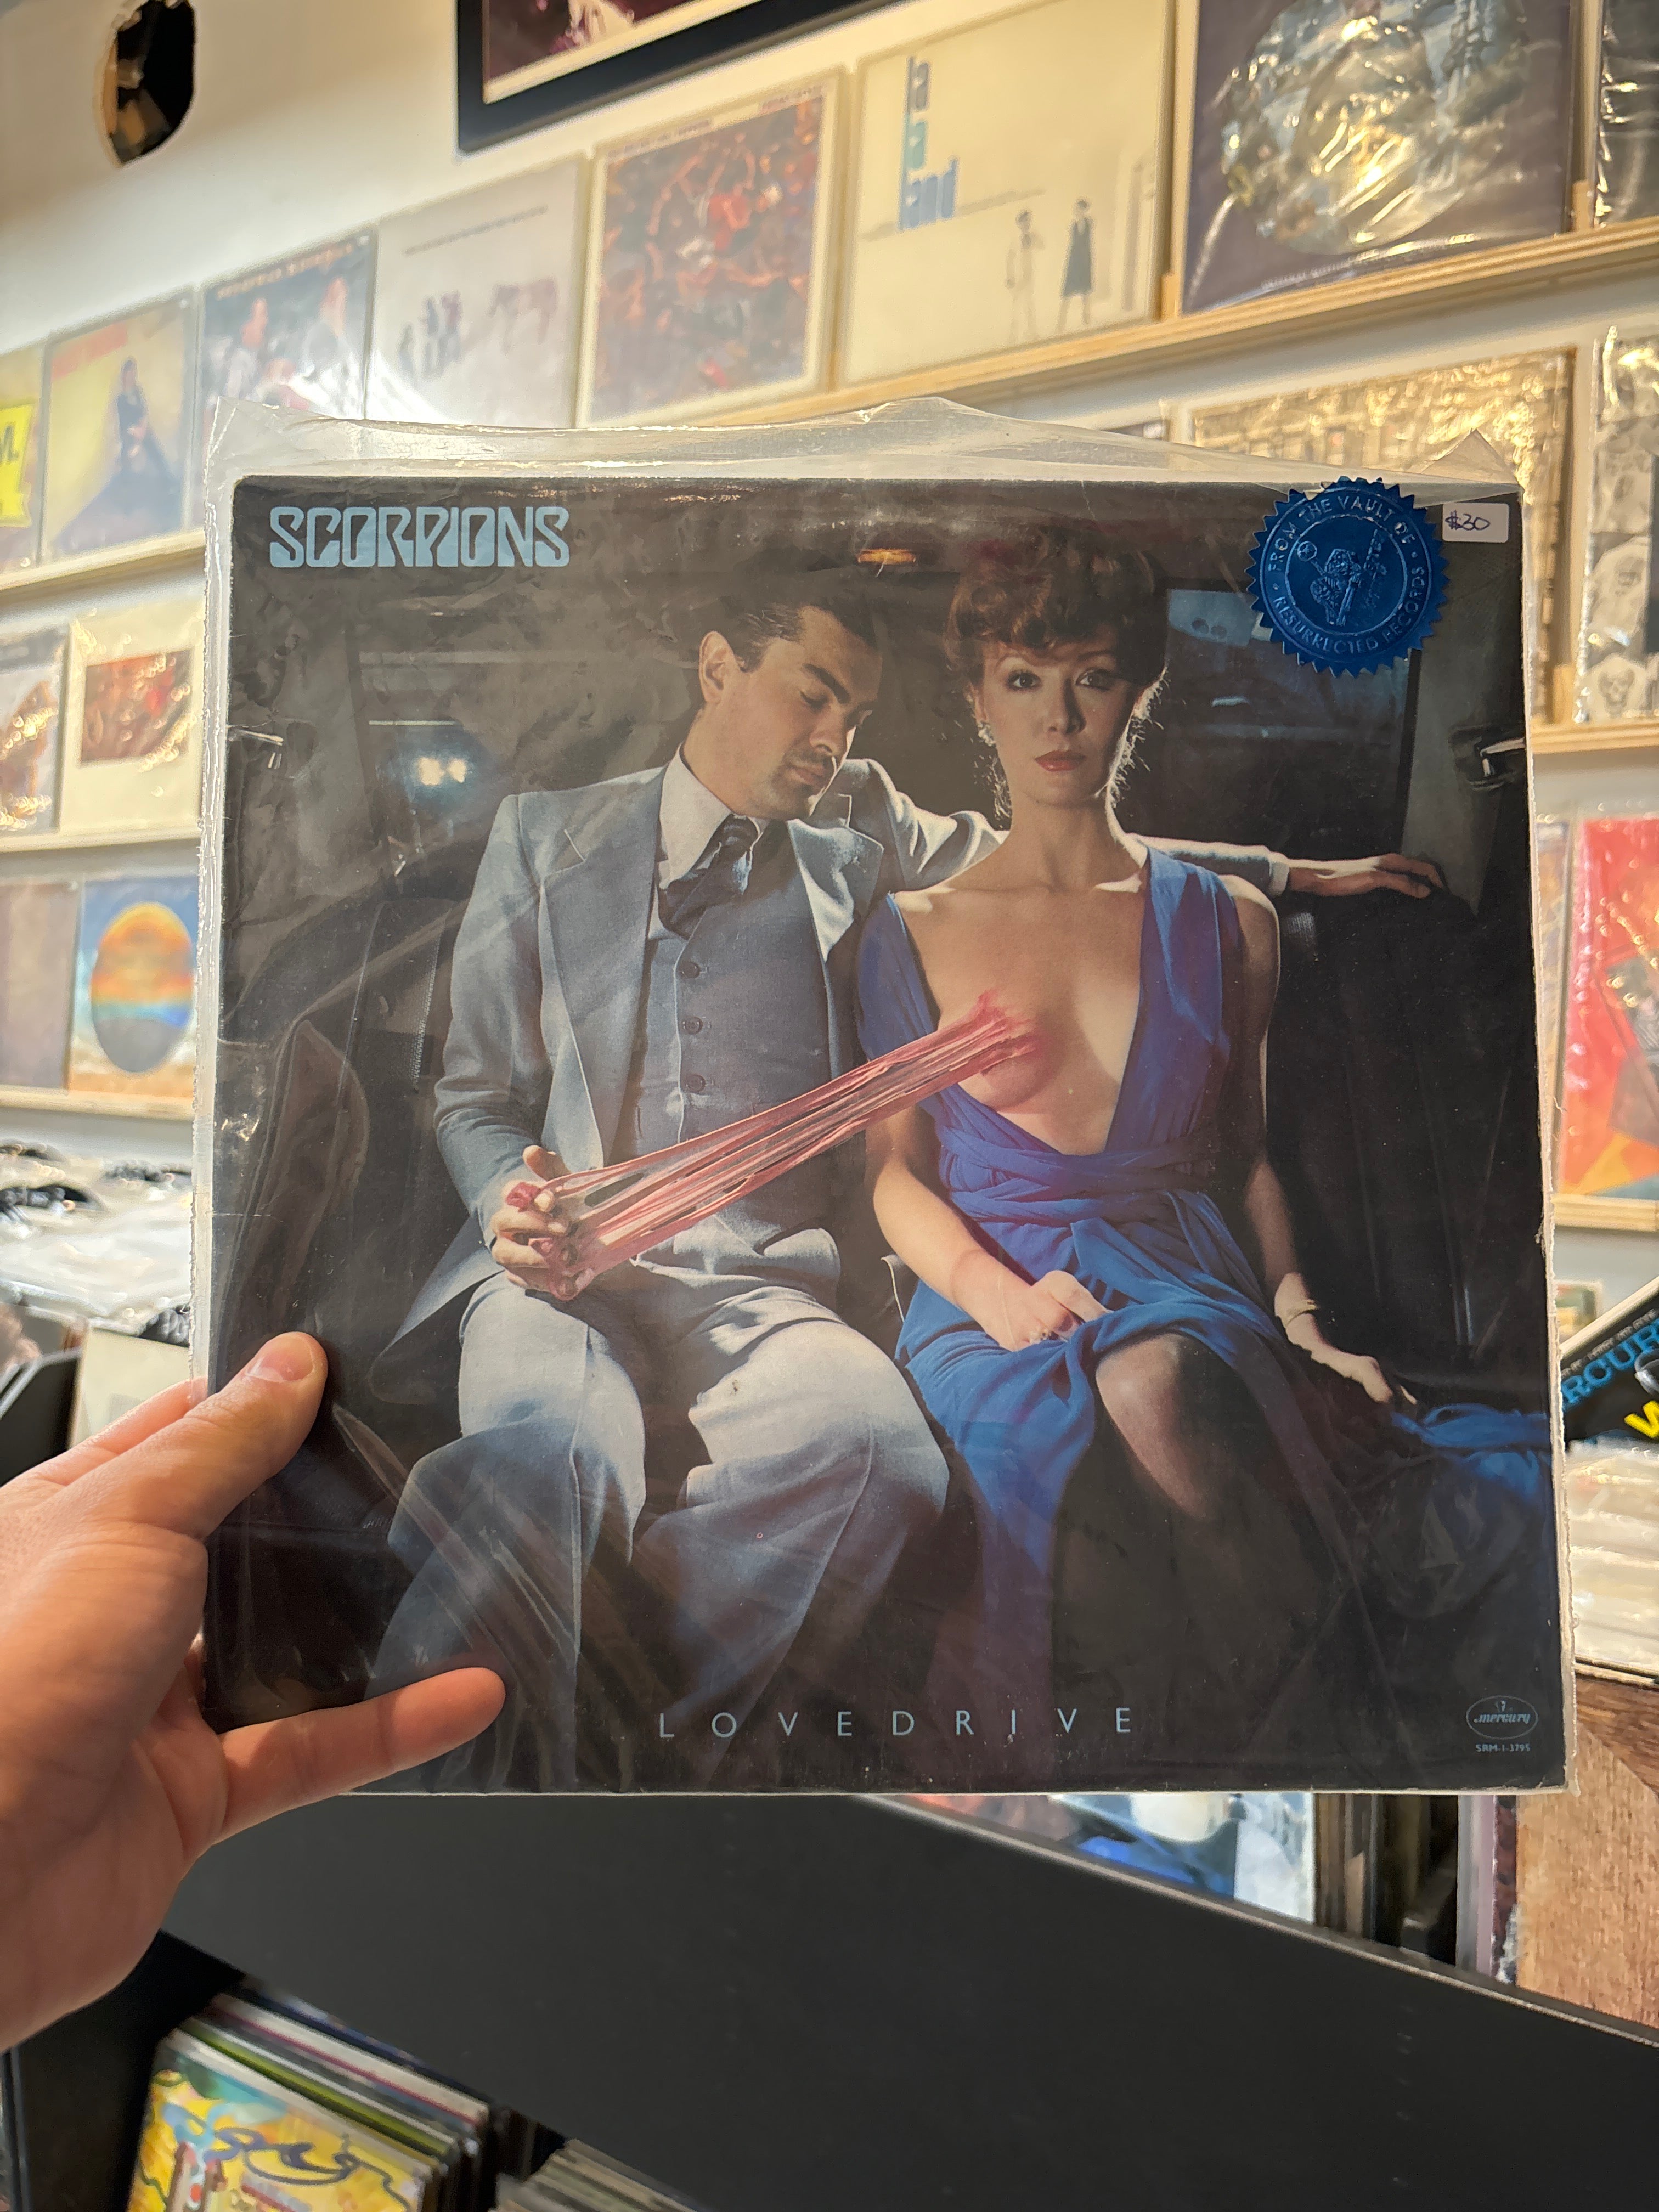 la
la
land
SCORPIONS
FROM THE VAULT OF
RESURRECTED RECORDS
$30
LOVEDRIVE
mercury
SRM-1-3795